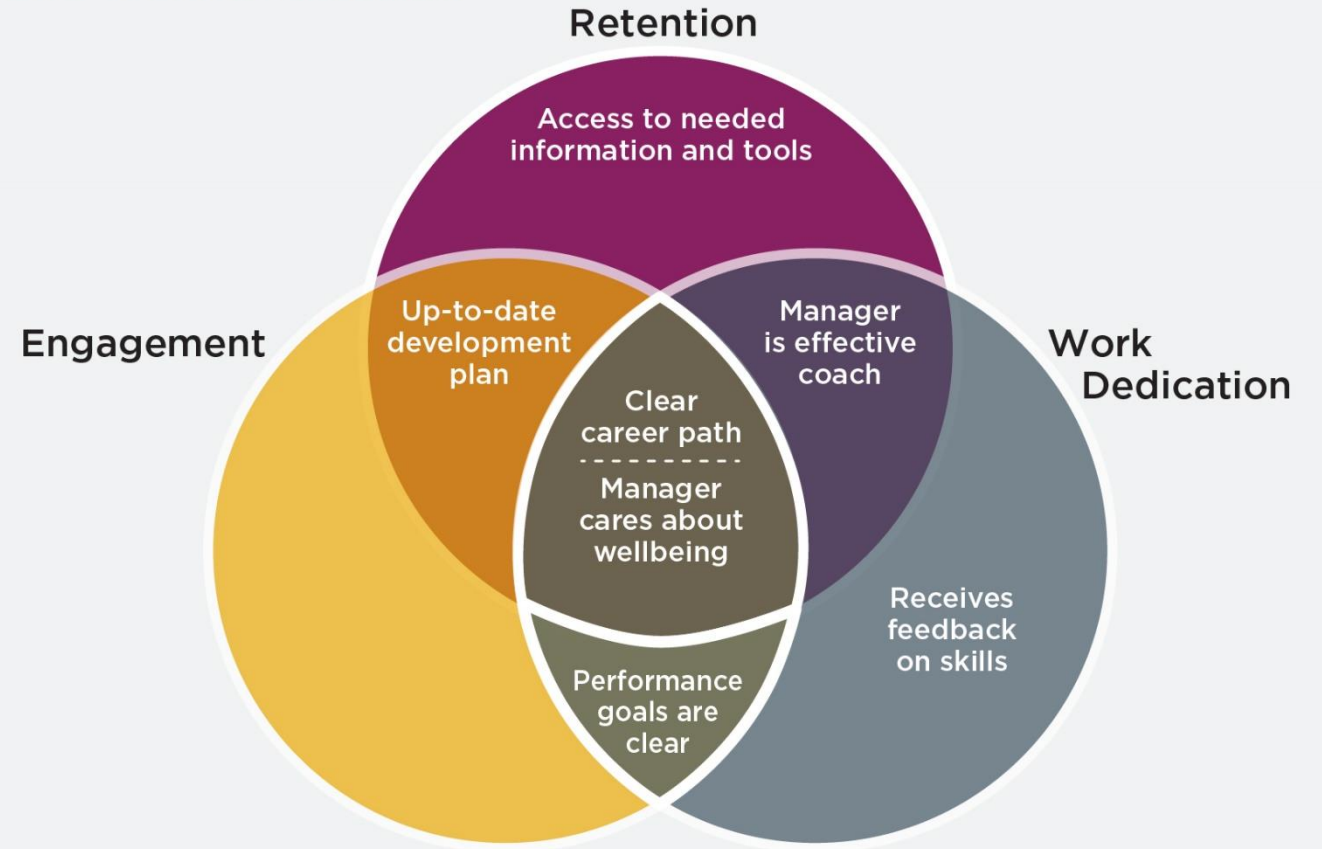 Retention
Access to needed
information and tools
Engagement
Up-to-date
development
plan
Manager
is effective
coach
Work
Dedication
Clear
career path
Manager
cares about
wellbeing
Receives
feedback
on skills
Performance
goals are
clear